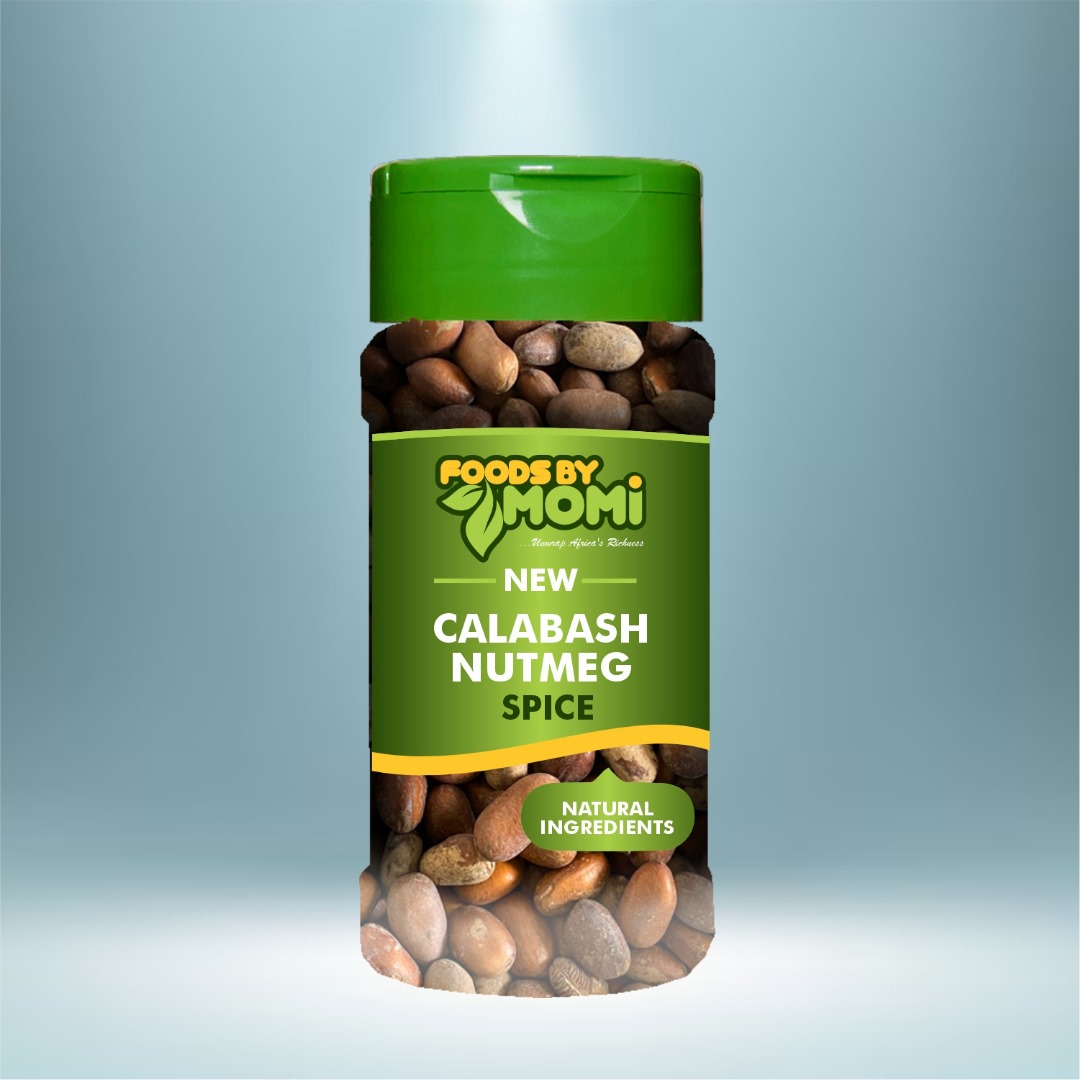 FOODS BY
MOMi
...Unwrap Africa's Richness
NEW
CALABASH
NUTMEG
SPICE
NATURAL
INGREDIENTS